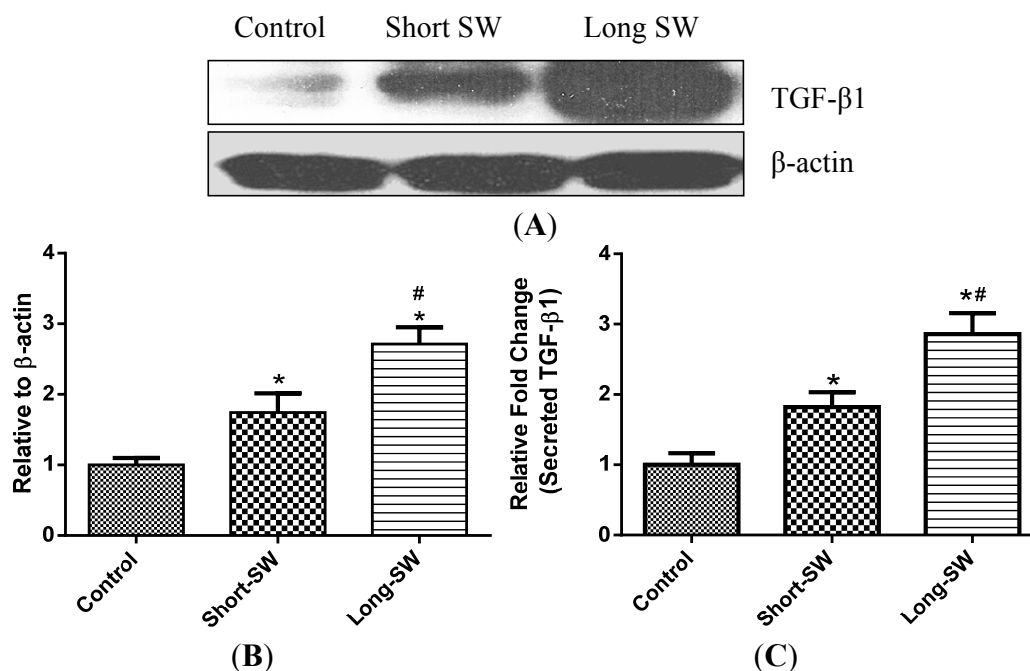 Control Short SW Long SW
TGF-β1
β-actin
(A)
Relative to β-actin
4
3
2
1
0
*
#
*
Control
Short-SW
Long-SW
(B)
Relative Fold Change
(Secreted TGF-β1)
4
3
2
1
0
*
*#
Control
Short-SW
Long-SW
(C)